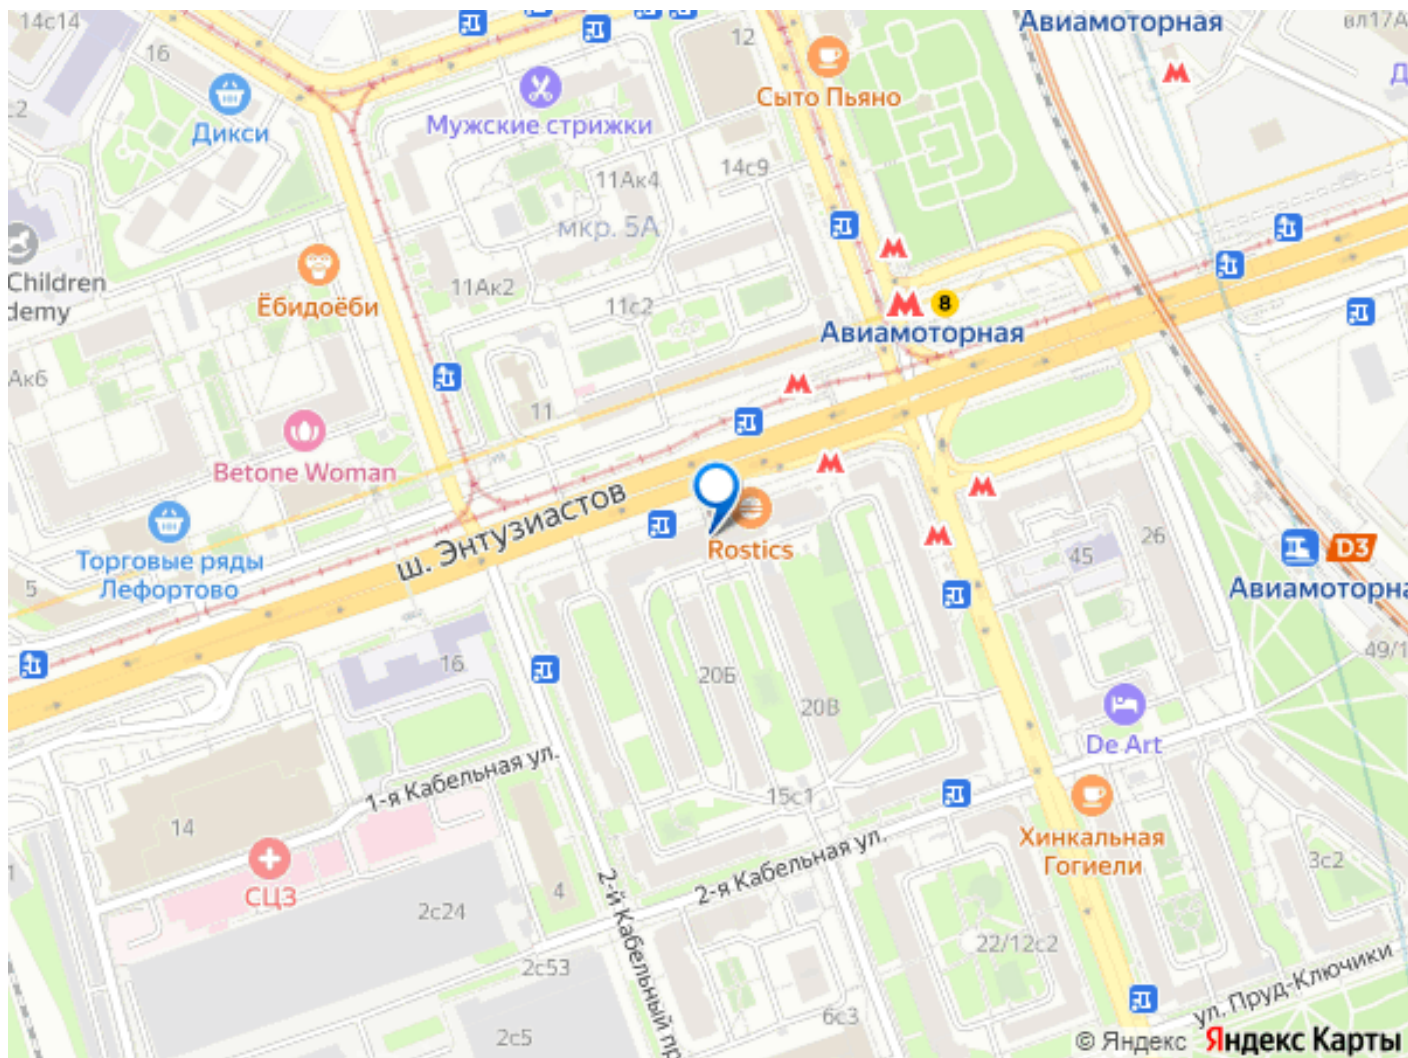 14с14
16
12
Авиамоторная
вл17А
Д
Сыто Пьяно
Дикси
Мужские стрижки
14с9
11Ак4
мкр. 5А
Children
demy
Ёбидоёби
11Ак2
11с2
8
Авиамоторная
Ак6
11
Betone Woman
ш. Энтузиастов
Rostics
Торговые ряды
Лефортово
5
45
26
D3
Авиамоторна
49/1
16
20Б
20В
De Art
1-я Кабельная ул.
15с1
14
Хинкальная
Гогиели
3с2
2-я Кабельная ул.
СЦЗ
4
2с24
2-й Кабельный пр
22/12с2
2с53
6с3
2с5
ул. Пруд-Ключики
© Яндекс Яндекс Карты